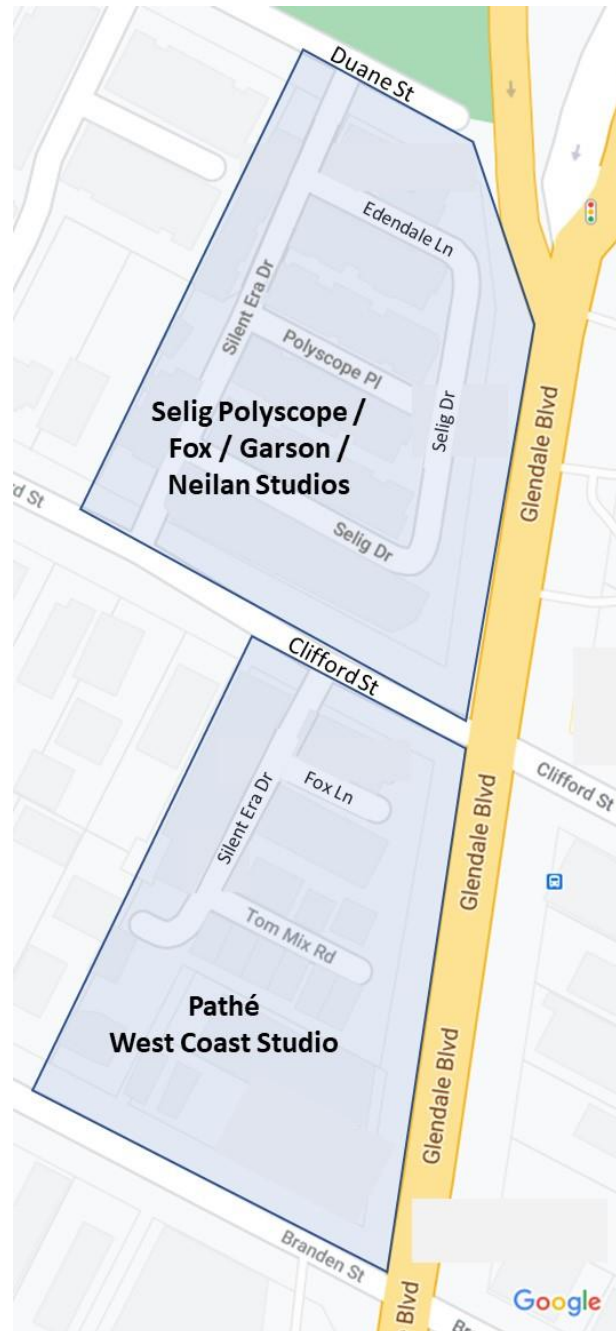 Duane St
Edendale Ln
Silent Era Dr
Polyscope Pl
Selig Dr
Selig Polyscope /
Fox / Garson /
Neilan Studios
Glendale Blvd
rd St
Selig Dr
Clifford St
Clifford St
Fox Ln
Silent Era Dr
Glendale Blvd
Tom Mix Rd
Pathé
West Coast Studio
Glendale Blvd
Branden St
Google
Blvd
Br